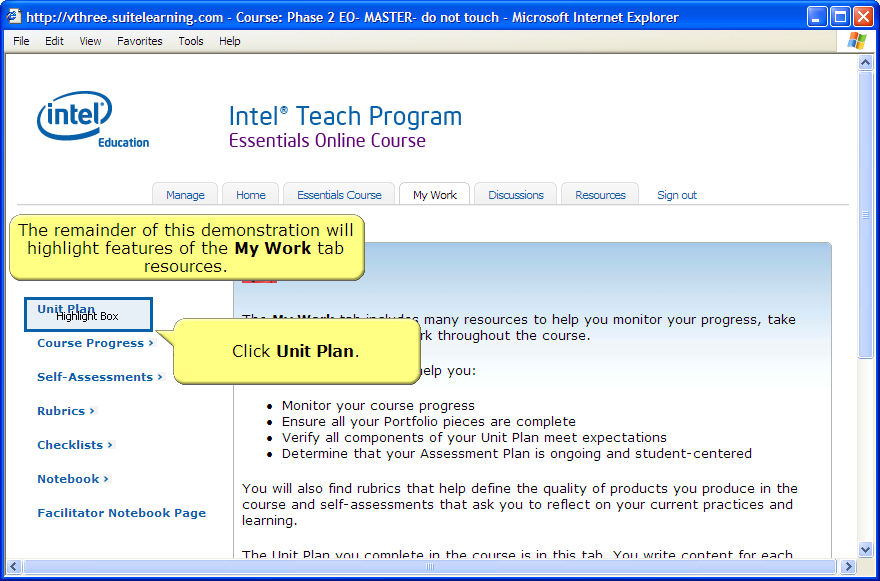 http://vthree.suitelearning.com - Course: Phase 2 EO- MASTER- do not touch - Microsoft Internet Explorer
File Edit View Favorites Tools Help
intel
Education
Intel® Teach Program
Essentials Online Course
Manage Home Essentials Course My Work Discussions Resources Sign out
The remainder of this demonstration will
highlight features of the My Work tab
resources.
Unit Plan
Highlight Box
Course Progress ›
Self-Assessments ›
Rubrics ›
Checklists ›
Notebook ›
Facilitator Notebook Page
Click Unit Plan.
The My Work tab includes many resources to help you monitor your progress, take
throughout the course.
help you:
• Monitor your course progress
• Ensure all your Portfolio pieces are complete
• Verify all components of your Unit Plan meet expectations
• Determine that your Assessment Plan is ongoing and student-centered
You will also find rubrics that help define the quality of products you produce in the
course and self-assessments that ask you to reflect on your current practices and
learning.
The Unit Plan you complete in the course is in this tab. You write content for each